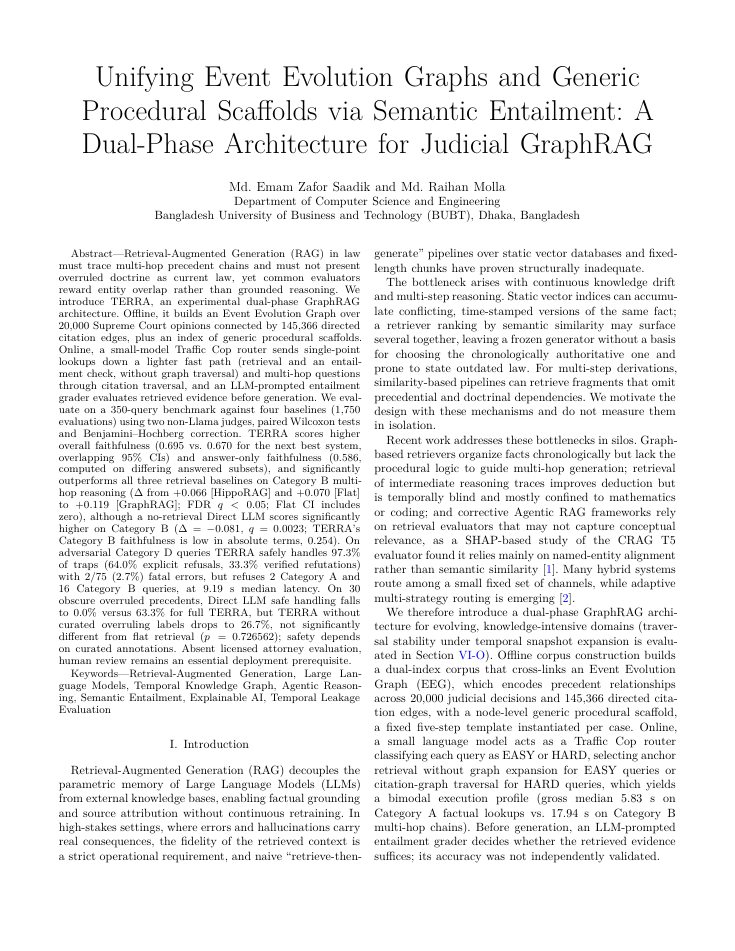 Unifying Event Evolution Graphs and Generic
Procedural Scaffolds via Semantic Entailment: A
Dual-Phase Architecture for Judicial GraphRAG
Md. Emam Zafor Saadik and Md. Raihan Molla
Department of Computer Science and Engineering
Bangladesh University of Business and Technology (BUBT), Dhaka, Bangladesh
Abstract—Retrieval-Augmented Generation (RAG) in law
must trace multi-hop precedent chains and must not present
overruled doctrine as current law, yet common evaluators
reward entity overlap rather than grounded reasoning. We
introduce TERRA, an experimental dual-phase GraphRAG
architecture. Offline, it builds an Event Evolution Graph over
20,000 Supreme Court opinions connected by 145,366 directed
citation edges, plus an index of generic procedural scaffolds.
Online, a small-model Traffic Cop router sends single-point
lookups down a lighter fast path (retrieval and an entail-
ment check, without graph traversal) and multi-hop questions
through citation traversal, and an LLM-prompted entailment
grader evaluates retrieved evidence before generation. We eval-
uate on a 350-query benchmark against four baselines (1,750
evaluations) using two non-Llama judges, paired Wilcoxon tests
and Benjamini–Hochberg correction. TERRA scores higher
overall faithfulness (0.695 vs. 0.670 for the next best system,
overlapping 95% CIs) and answer-only faithfulness (0.586,
computed on differing answered subsets), and significantly
outperforms all three retrieval baselines on Category B multi-
hop reasoning (Δ from +0.066 [HippoRAG] and +0.070 [Flat]
to +0.119 [GraphRAG]; FDR q < 0.05; Flat CI includes
zero), although a no-retrieval Direct LLM scores significantly
higher on Category B (Δ = −0.081, q = 0.0023; TERRA's
Category B faithfulness is low in absolute terms, 0.254). On
adversarial Category D queries TERRA safely handles 97.3%
of traps (64.0% explicit refusals, 33.3% verified refutations)
with 2/75 (2.7%) fatal errors, but refuses 2 Category A and
16 Category B queries, at 9.19 s median latency. On 30
obscure overruled precedents, Direct LLM safe handling falls
to 0.0% versus 63.3% for full TERRA, but TERRA without
curated overruling labels drops to 26.7%, not significantly
different from flat retrieval (p = 0.726562); safety depends
on curated annotations. Absent licensed attorney evaluation,
human review remains an essential deployment prerequisite.
Keywords—Retrieval-Augmented Generation, Large Lan-
guage Models, Temporal Knowledge Graph, Agentic Reason-
ing, Semantic Entailment, Explainable AI, Temporal Leakage
Evaluation
I. Introduction
Retrieval-Augmented Generation (RAG) decouples the
parametric memory of Large Language Models (LLMs)
from external knowledge bases, enabling factual grounding
and source attribution without continuous retraining. In
high-stakes settings, where errors and hallucinations carry
real consequences, the fidelity of the retrieved context is
a strict operational requirement, and naive “retrieve-then-
generate” pipelines over static vector databases and fixed-
length chunks have proven structurally inadequate.
The bottleneck arises with continuous knowledge drift
and multi-step reasoning. Static vector indices can accumu-
late conflicting, time-stamped versions of the same fact;
a retriever ranking by semantic similarity may surface
several together, leaving a frozen generator without a basis
for choosing the chronologically authoritative one and
prone to state outdated law. For multi-step derivations,
similarity-based pipelines can retrieve fragments that omit
precedential and doctrinal dependencies. We motivate the
design with these mechanisms and do not measure them
in isolation.
Recent work addresses these bottlenecks in silos. Graph-
based retrievers organize facts chronologically but lack the
procedural logic to guide multi-hop generation; retrieval
of intermediate reasoning traces improves deduction but
is temporally blind and mostly confined to mathematics
or coding; and corrective Agentic RAG frameworks rely
on retrieval evaluators that may not capture conceptual
relevance, as a SHAP-based study of the CRAG T5
evaluator found it relies mainly on named-entity alignment
rather than semantic similarity [1]. Many hybrid systems
route among a small fixed set of channels, while adaptive
multi-strategy routing is emerging [2].
We therefore introduce a dual-phase GraphRAG archi-
tecture for evolving, knowledge-intensive domains (traver-
sal stability under temporal snapshot expansion is evalu-
ated in Section VI-O). Offline corpus construction builds
a dual-index corpus that cross-links an Event Evolution
Graph (EEG), which encodes precedent relationships
across 20,000 judicial decisions and 145,366 directed cita-
tion edges, with a node-level generic procedural scaffold,
a fixed five-step template instantiated per case. Online,
a small language model acts as a Traffic Cop router
classifying each query as EASY or HARD, selecting anchor
retrieval without graph expansion for EASY queries or
citation-graph traversal for HARD queries, which yields
a bimodal execution profile (gross median 5.83 s on
Category A factual lookups vs. 17.94 s on Category B
multi-hop chains). Before generation, an LLM-prompted
entailment grader decides whether the retrieved evidence
suffices; its accuracy was not independently validated.